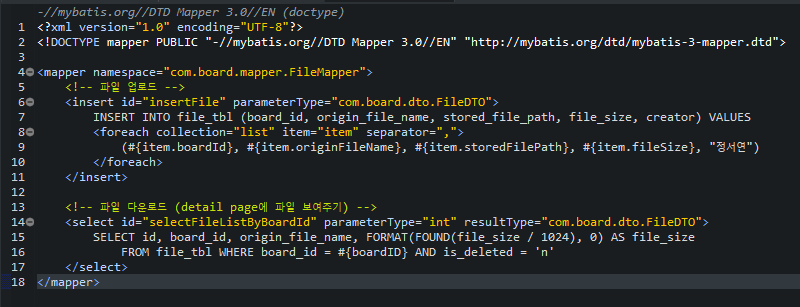 -//mybatis.org//DTD Mapper 3.0//EN (doctype)
1 <?xml version="1.0" encoding="UTF-8"?>
2 <!DOCTYPE mapper PUBLIC "-//mybatis.org//DTD Mapper 3.0//EN" "http://mybatis.org/dtd/mybatis-3-mapper.dtd">
3
4 <mapper namespace="com.board.mapper.FileMapper">
5 <!-- 파일 업로드 -->
6 <insert id="insertFile" parameterType="com.board.dto.FileDTO">
7 INSERT INTO file_tbl (board_id, origin_file_name, stored_file_path, file_size, creator) VALUES
8 <foreach collection="list" item="item" separator=",">
9 (#{item.boardId}, #{item.originFileName}, #{item.storedFilePath}, #{item.fileSize}, "정서연")
10 </foreach>
11 </insert>
12
13 <!-- 파일 다운로드 (detail page에 파일 보여주기) -->
14 <select id="selectFileListByBoardId" parameterType="int" resultType="com.board.dto.FileDTO">
15 SELECT id, board_id, origin_file_name, FORMAT(FOUND(file_size / 1024), 0) AS file_size
16 FROM file_tbl WHERE board_id = #{boardID} AND is_deleted = 'n'
17 </select>
18 </mapper>